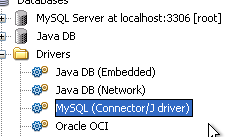 Databases
MySQL Server at localhost:3306 [root]
Java DB
Drivers
Java DB (Embedded)
Java DB (Network)
MySQL (Connector/J driver)
Oracle OCI